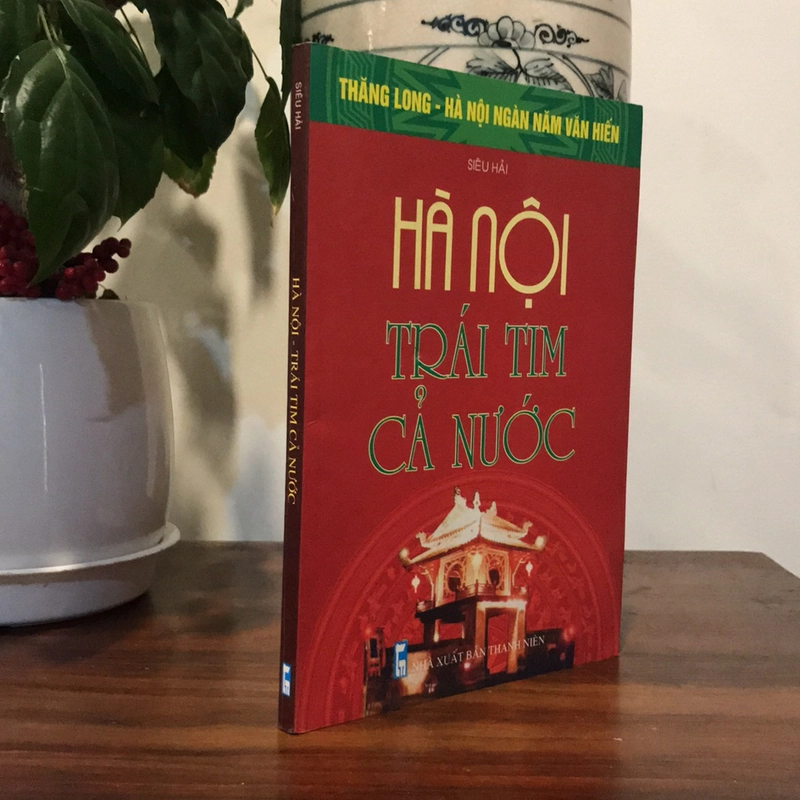 THĂNG LONG - HÀ NỘI NGÀN NĂM VĂN HIẾN
SIÊU HẢI
HÀ NỘI
TRÁI TIM
CẢ NƯỚC
NHÀ XUẤT BẢN THANH NIÊN
SIÊU HẢI
HÀ NỘI - TRÁI TIM CẢ NƯỚC